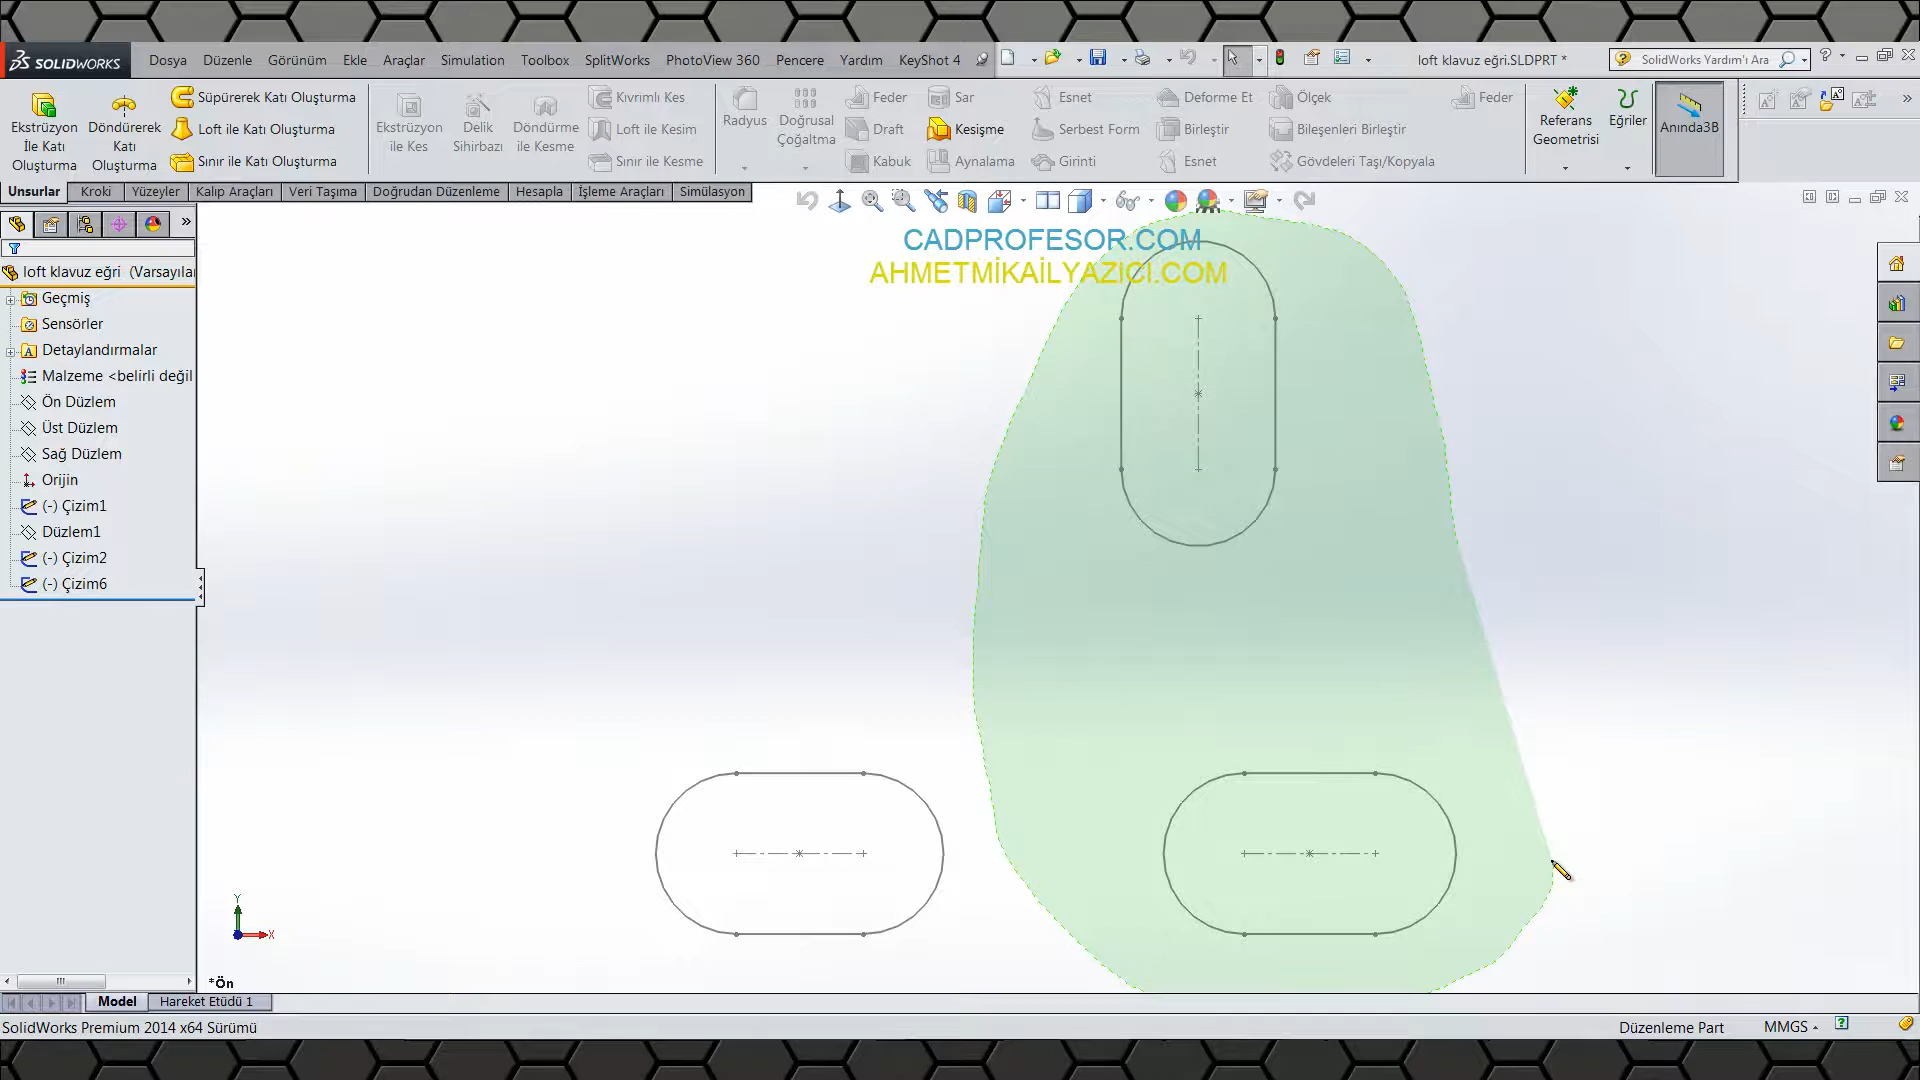 SOLIDWORKS Dosya Düzenle Görünüm Ekle Araçlar Simulation Toolbox SplitWorks PhotoView 360 Pencere Yardım KeyShot 4 loft klavuz eğri.SLDPRT * SolidWorks Yardım'ı Ara
Ekstrüzyon İle Katı Oluşturma
Döndürerek Katı Oluşturma
Süpürerek Katı Oluşturma
Loft ile Katı Oluşturma
Sınır ile Katı Oluşturma
Ekstrüzyon ile Kes
Delik Sihirbazı
Döndürme ile Kesme
Kıvrımlı Kes
Loft ile Kesim
Sınır ile Kesme
Radyus
Doğrusal Çoğaltma
Feder
Draft
Kabuk
Sar
Kesişme
Aynalama
Esnet
Serbest Form
Girinti
Deforme Et
Birleştir
Esnet
Ölçek
Bileşenleri Birleştir
Gövdeleri Taşı/Kopyala
Feder
Referans Geometrisi
Eğriler
Anında3B
Unsurlar Kroki Yüzeyler Kalıp Araçları Veri Taşıma Doğrudan Düzenleme Hesapla İşleme Araçları Simülasyon
CADPROFESOR.COM
AHMETMİKAİLYAZICI.COM
loft klavuz eğri (Varsayılar
Geçmiş
Sensörler
Detaylandırmalar
Malzeme <belirli değil
Ön Düzlem
Üst Düzlem
Sağ Düzlem
Orijin
(-) Çizim1
Düzlem1
(-) Çizim2
(-) Çizim6
Y
X
*Ön
Model Hareket Etüdü 1
SolidWorks Premium 2014 x64 Sürümü Düzenleme Part MMGS